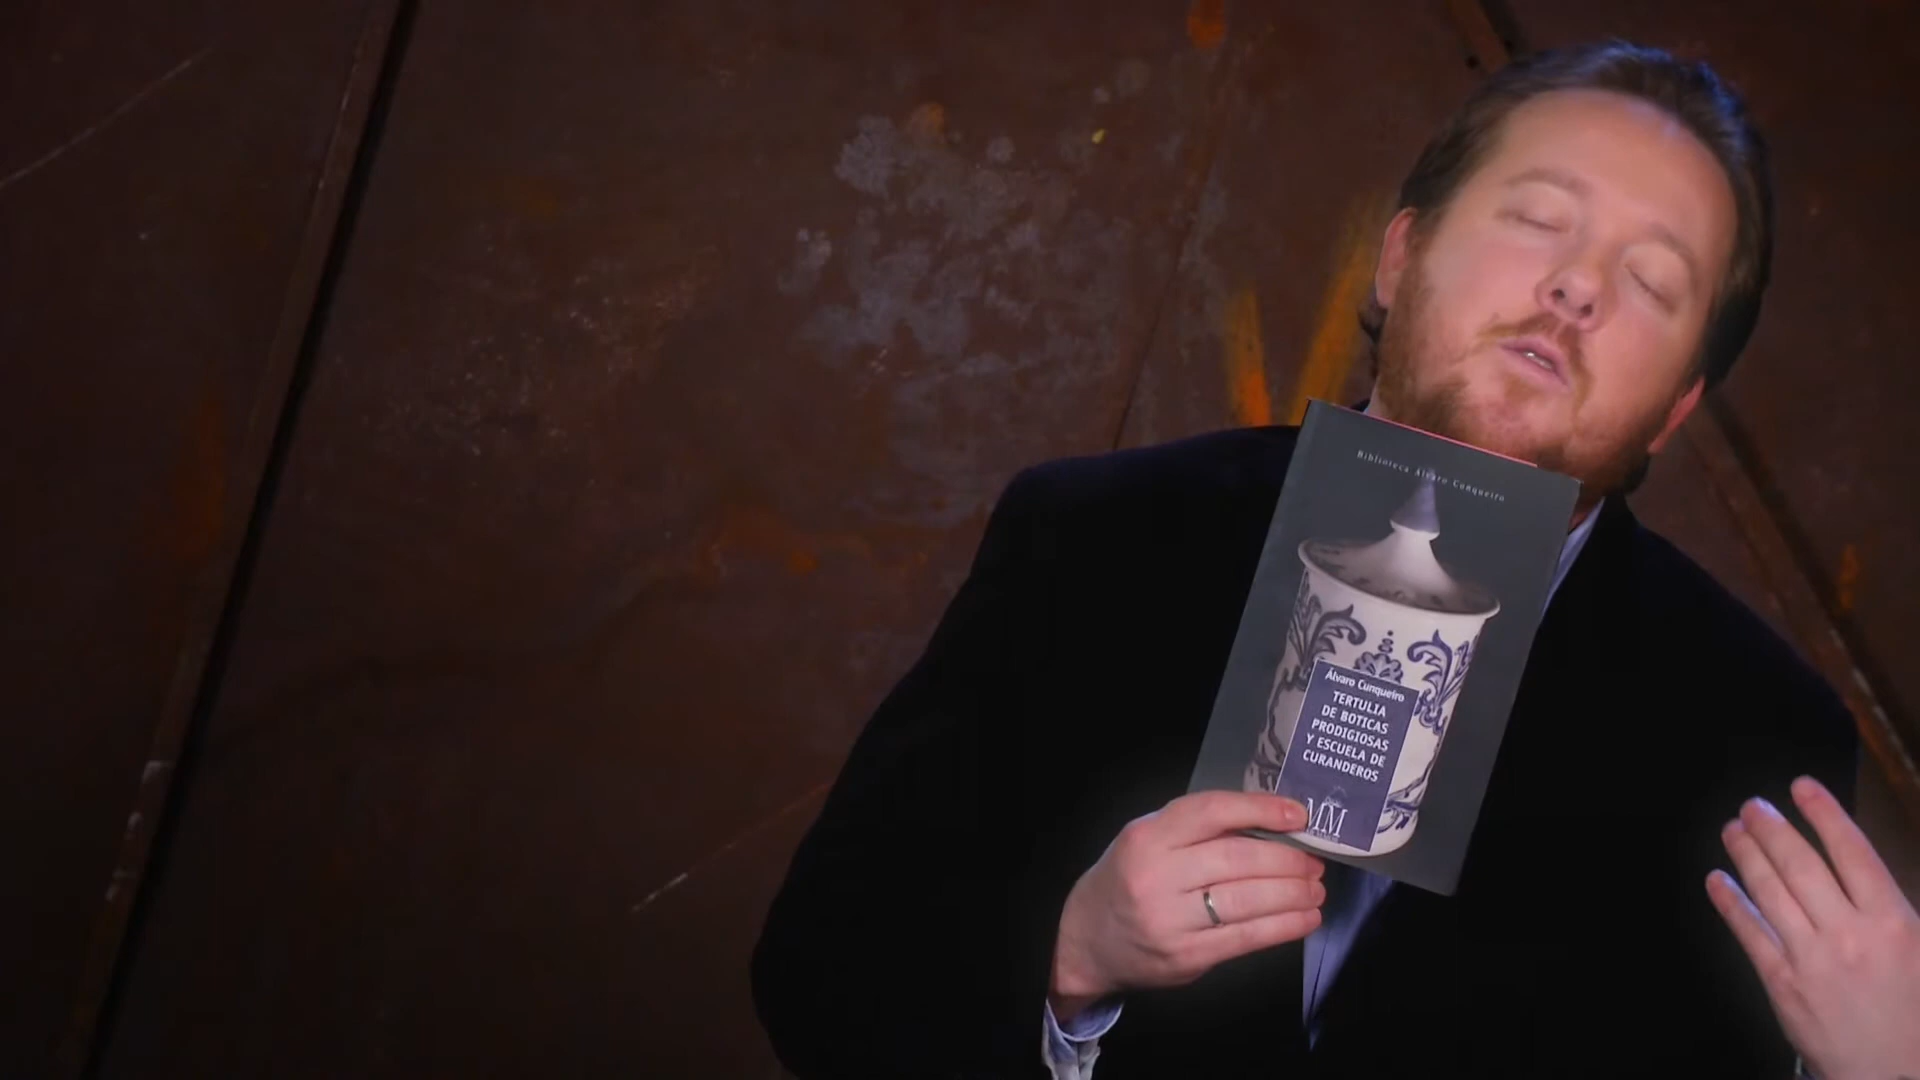 Biblioteca Álvaro Cunqueiro
Álvaro Cunqueiro
TERTULIA
DE BOTICAS
PRODIGIOSAS
Y ESCUELA DE
CURANDEROS
MM